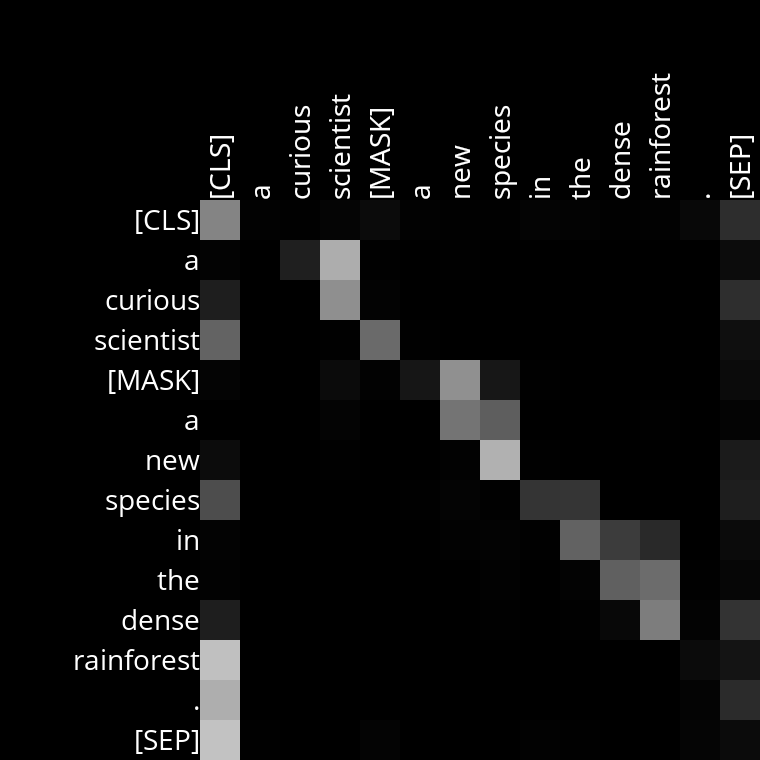 [CLS] a curious scientist [MASK] a new species in the dense rainforest . [SEP]
[CLS]
a
curious
scientist
[MASK]
a
new
species
in
the
dense
rainforest
.
[SEP]